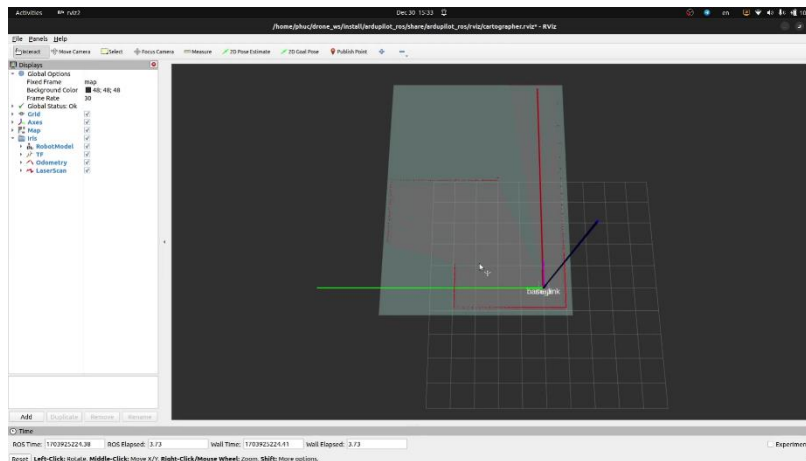 Activities rviz2 Dec 30 15:33 en
/home/phuc/drone_ws/install/ardupilot_ros/share/ardupilot_ros/rviz/cartographer.rviz* - RViz
File Panels Help
Interact Move Camera Select Focus Camera Measure 2D Pose Estimate 2D Goal Pose Publish Point
Displays
Global Options
Fixed Frame map
Background Color 48; 48; 48
Frame Rate 30
Global Status: Ok
Grid
Axes
Map
Iris
RobotModel
TF
Odometry
LaserScan
Add Duplicate Remove Rename
Time
ROS Time: 1703925224.38 ROS Elapsed: 3.73 Wall Time: 1703925224.41 Wall Elapsed: 3.73 Experim
Reset Left-Click: Rotate. Middle-Click: Move X/Y. Right-Click/Mouse Wheel: Zoom. Shift: More options.